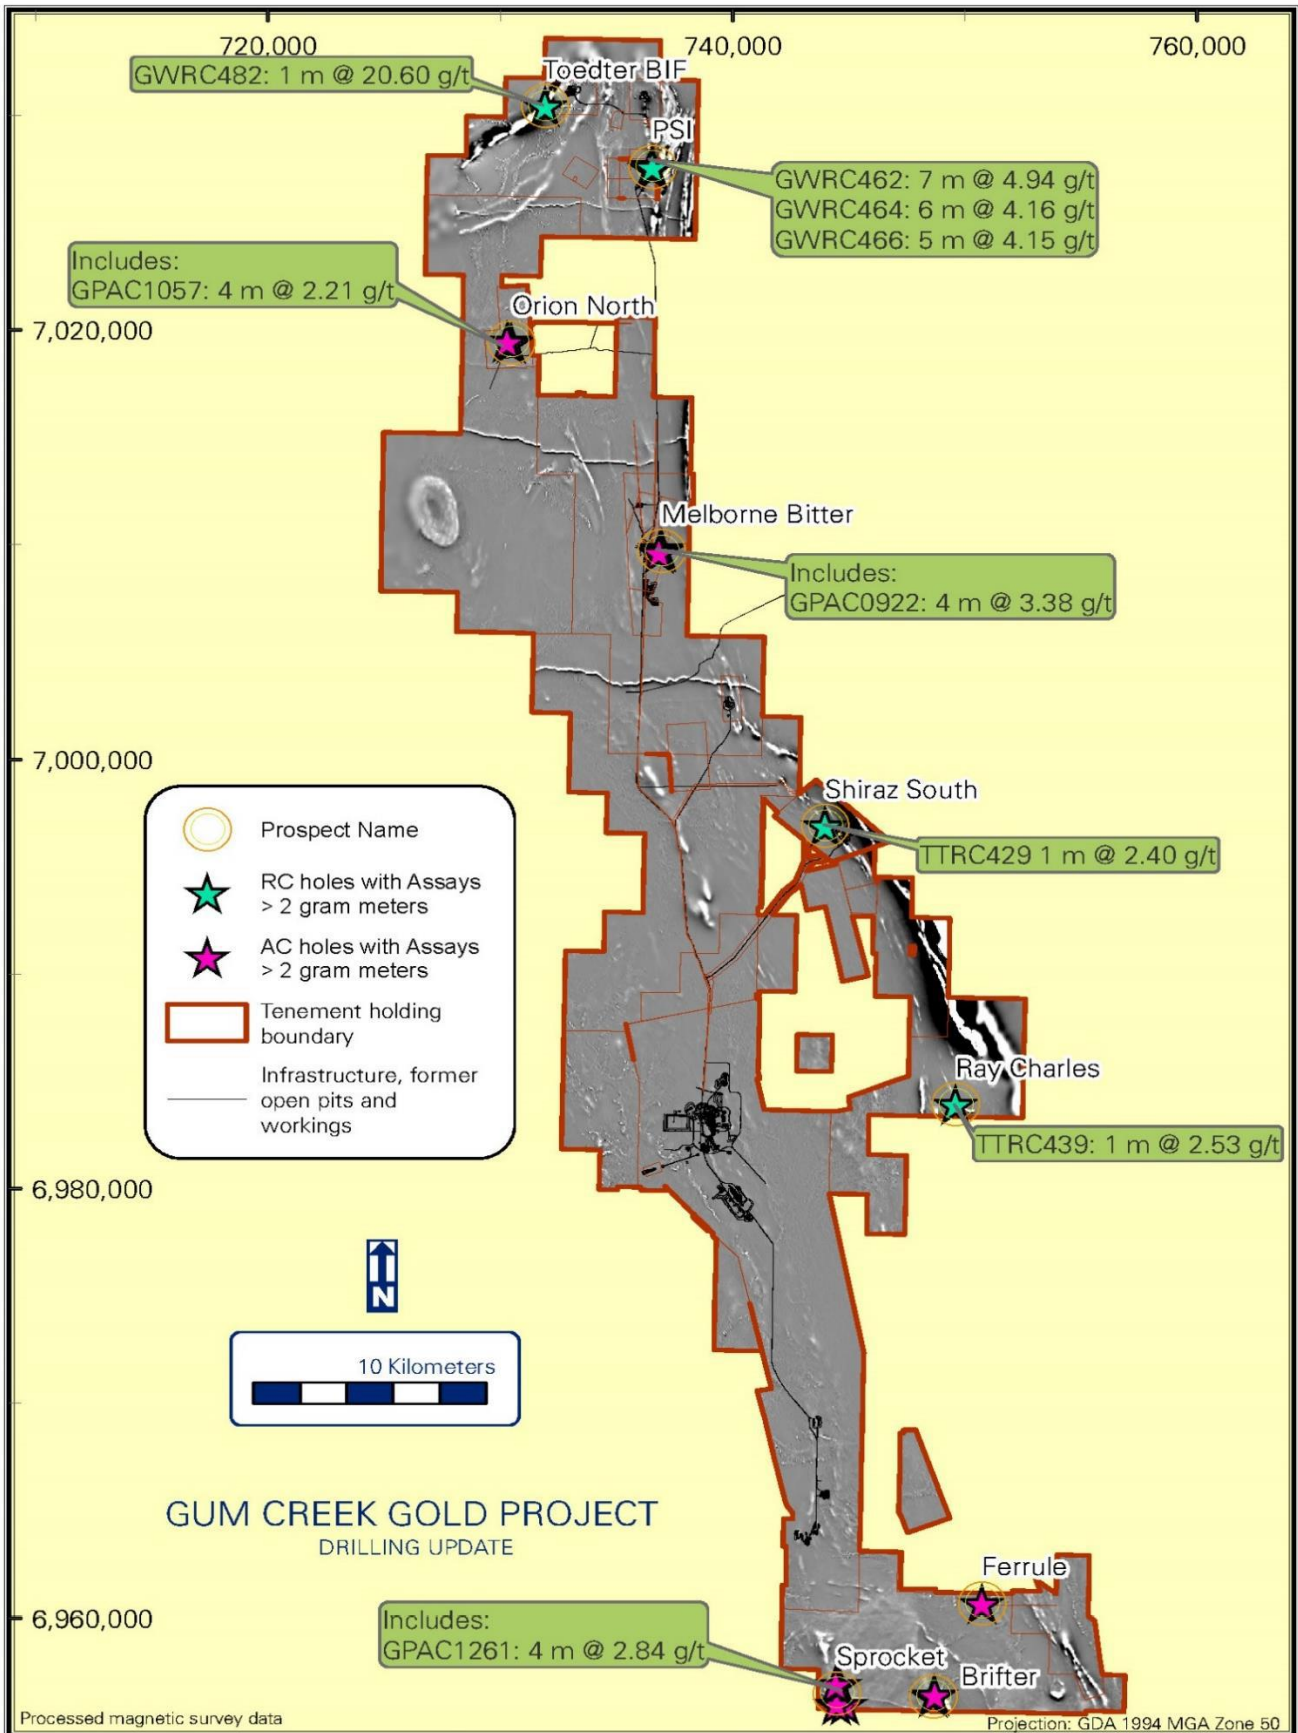 720,000
740,000
760,000
GWRC482: 1 m @ 20.60 g/t
Toedter BIF
PSI
GWRC462: 7 m @ 4.94 g/t
GWRC464: 6 m @ 4.16 g/t
GWRC466: 5 m @ 4.15 g/t
Includes:
GPAC1057: 4 m @ 2.21 g/t
Orion North
7,020,000
Melborne Bitter
Includes:
GPAC0922: 4 m @ 3.38 g/t
7,000,000
Shiraz South
TTRC429 1 m @ 2.40 g/t
Prospect Name
RC holes with Assays
> 2 gram meters
AC holes with Assays
> 2 gram meters
Tenement holding
boundary
Infrastructure, former
open pits and
workings
Ray Charles
TTRC439: 1 m @ 2.53 g/t
6,980,000
N
10 Kilometers
GUM CREEK GOLD PROJECT
DRILLING UPDATE
Ferrule
6,960,000
Includes:
GPAC1261: 4 m @ 2.84 g/t
Sprocket
Brifter
Processed magnetic survey data
Projection: GDA 1994 MGA Zone 50